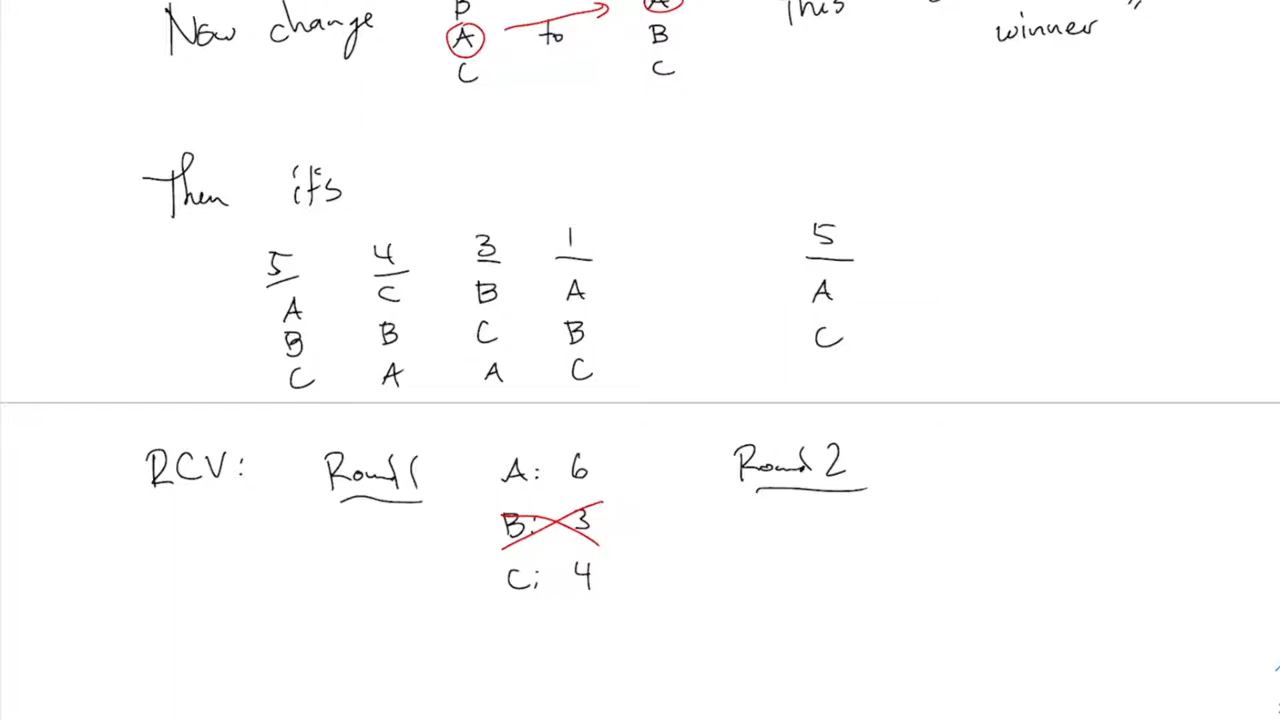 B
Now change A to A This
B winner"
C C
Then it's
5 4 3 1 5
A C B A A
B B C B C
C A A C
RCV: Round 1 A: 6 Round 2
B: 3
C: 4